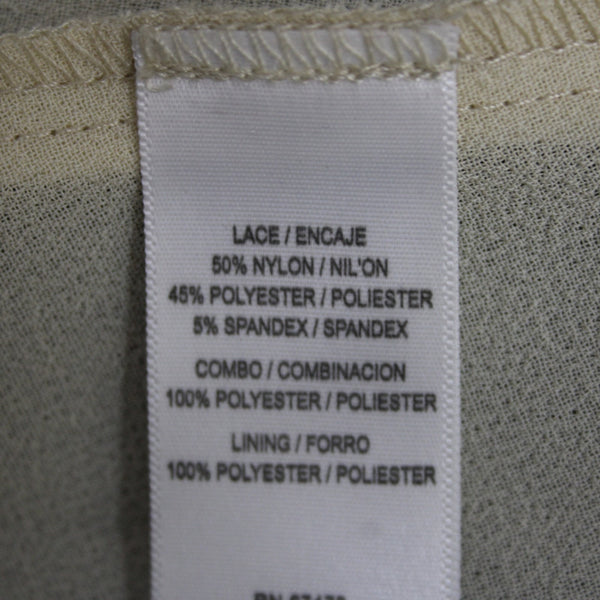 LACE / ENCAJE
50% NYLON / NIL'ON
45% POLYESTER / POLIESTER
5% SPANDEX / SPANDEX
COMBO / COMBINACION
100% POLYESTER / POLIESTER
LINING / FORRO
100% POLYESTER / POLIESTER
RN